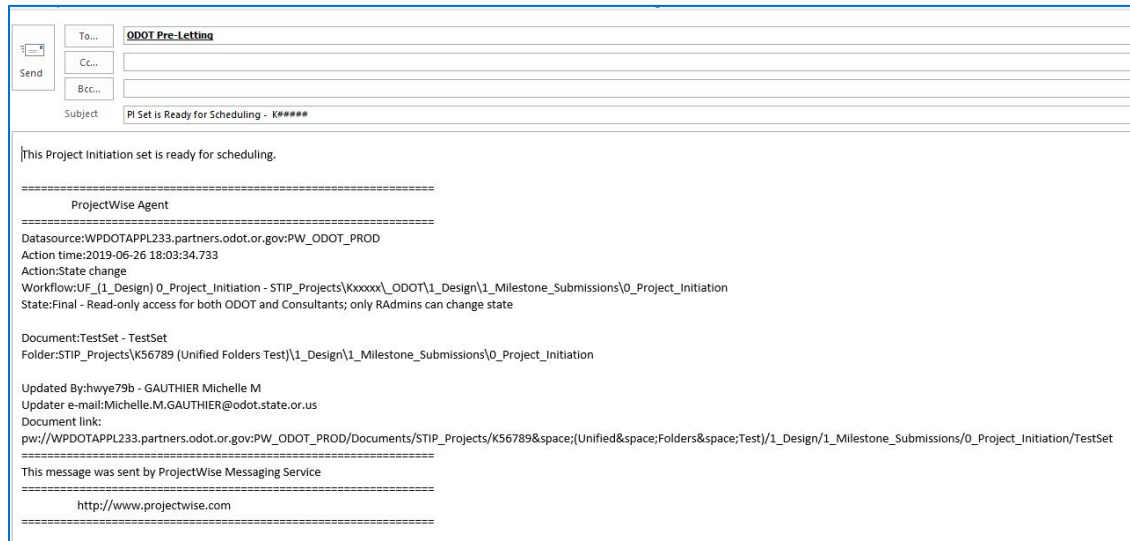 To...
ODOT Pre-Letting
Send
Cc...
Bcc...
Subject
PI Set is Ready for Scheduling - K#####
This Project Initiation set is ready for scheduling.
==================================================================
ProjectWise Agent
==================================================================
Datasource:WPDOTAPPL233.partners.odot.or.gov:PW_ODOT_PROD
Action time:2019-06-26 18:03:34.733
Action:State change
Workflow:UF_(1_Design) 0_Project_Initiation - STIP_Projects\Kxxxxx\_ODOT\1_Design\1_Milestone_Submissions\0_Project_Initiation
State:Final - Read-only access for both ODOT and Consultants; only RAdmins can change state
Document:TestSet - TestSet
Folder:STIP_Projects\K56789 (Unified Folders Test)\1_Design\1_Milestone_Submissions\0_Project_Initiation
Updated By:hwye79b - GAUTHIER Michelle M
Updater e-mail:Michelle.M.GAUTHIER@odot.state.or.us
Document link:
pw://WPDOTAPPL233.partners.odot.or.gov:PW_ODOT_PROD/Documents/STIP_Projects/K56789&space;(Unified&space;Folders&space;Test)/1_Design/1_Milestone_Submissions/0_Project_Initiation/TestSet
==================================================================
This message was sent by ProjectWise Messaging Service
==================================================================
http://www.projectwise.com
==================================================================